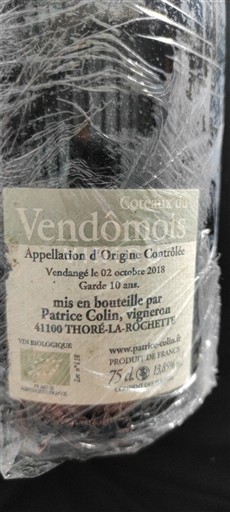 Coteaux du
Vendômois
Appellation d'Origine Contrôlée
Vendangé le 02 octobre 2018
Garde 10 ans.
mis en bouteille par
Patrice Colin, vigneron
41100 THORÉ-LA-ROCHETTE
VIN BIOLOGIQUE
www.patrice-colin.fr
PRODUIT DE FRANCE
75 cl